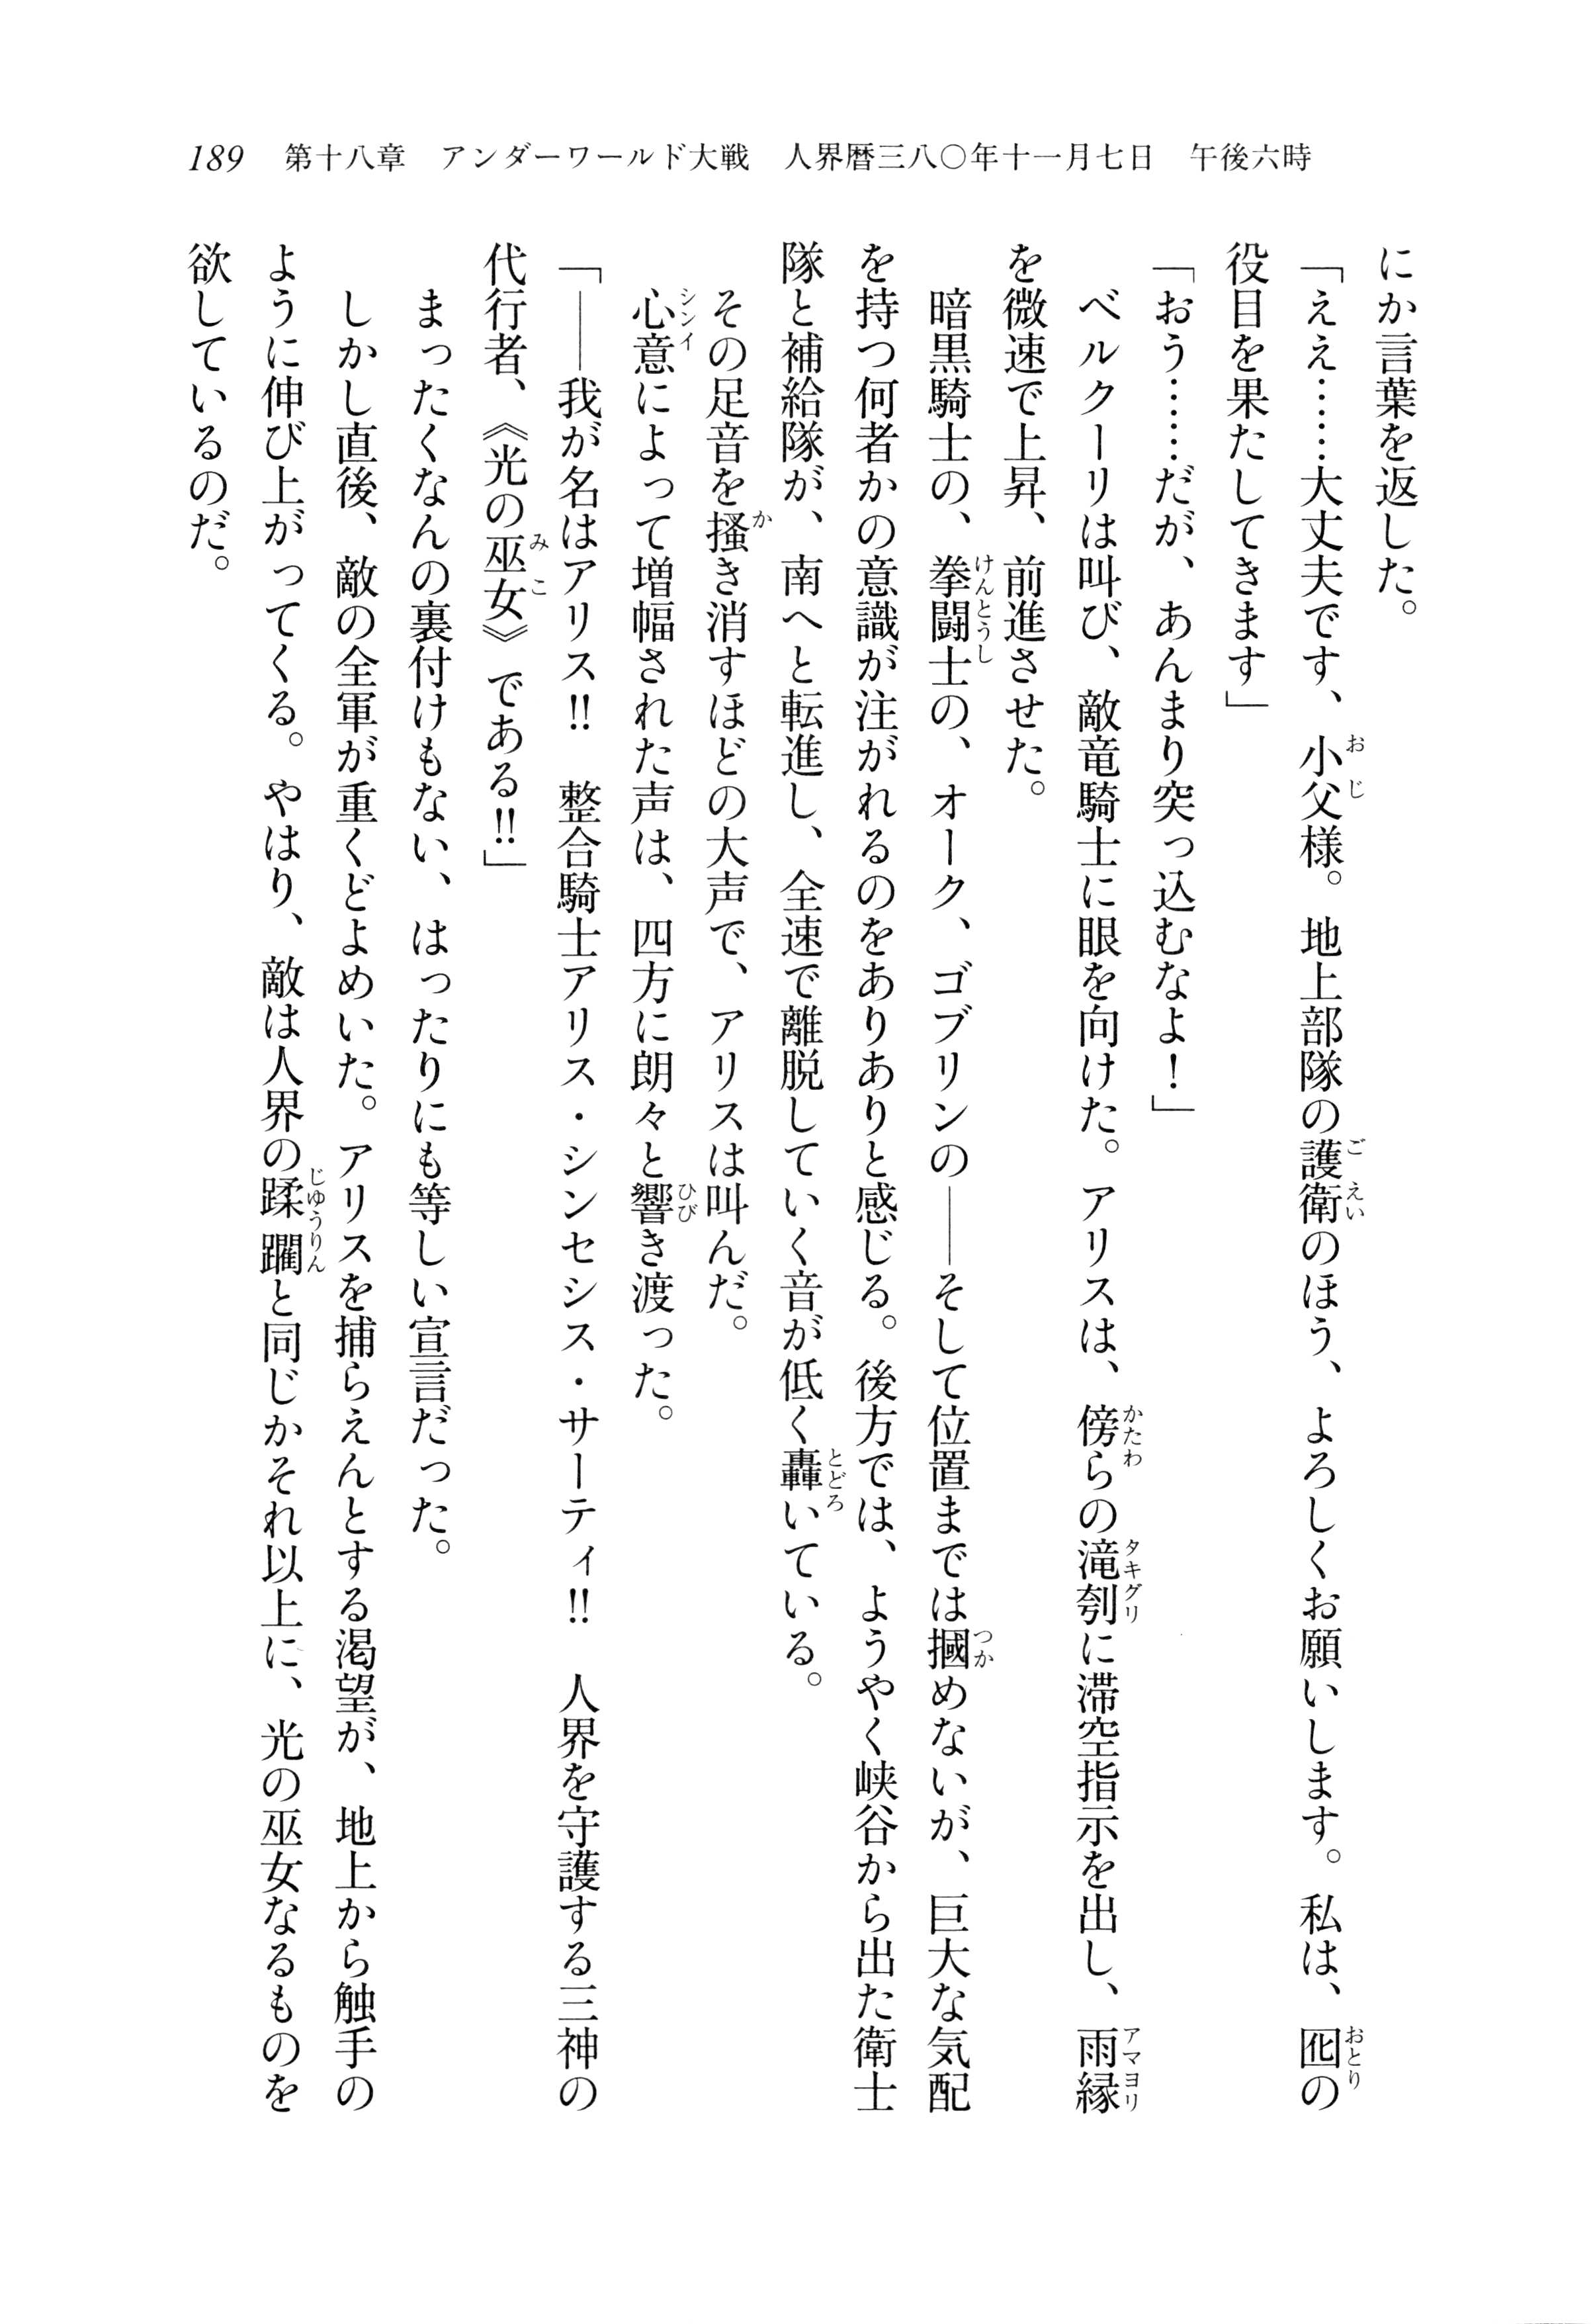 189　第十八章　アンダーワールド大戦　人界暦三八〇年十一月七日　午後六時
にか言葉を返した。
「ええ……大丈夫です、小父様。地上部隊の護衛のほう、よろしくお願いします。私は、囮の
役目を果たしてきます」
「おう……だが、あんまり突っ込むなよ！」
　ベルクーリは叫び、敵竜騎士に眼を向けた。アリスは、傍らの滝刳に滞空指示を出し、雨縁
を微速で上昇、前進させた。
　暗黒騎士の、拳闘士の、オーク、ゴブリンの――そして位置までは摑めないが、巨大な気配
を持つ何者かの意識が注がれるのをありありと感じる。後方では、ようやく峡谷から出た衛士
隊と補給隊が、南へと転進し、全速で離脱していく音が低く轟いている。
　その足音を掻き消すほどの大声で、アリスは叫んだ。
　心意によって増幅された声は、四方に朗々と響き渡った。
「――我が名はアリス‼　整合騎士アリス・シンセシス・サーティ‼　人界を守護する三神の
代行者、《光の巫女》である‼」
　まったくなんの裏付けもない、はったりにも等しい宣言だった。
　しかし直後、敵の全軍が重くどよめいた。アリスを捕らえんとする渇望が、地上から触手の
ように伸び上がってくる。やはり、敵は人界の蹂躙と同じかそれ以上に、光の巫女なるものを
欲しているのだ。